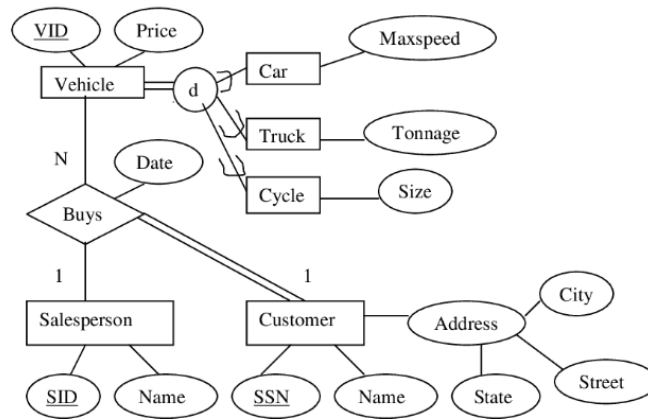 VID
Price
Maxspeed
Vehicle
d
Car
Truck
Tonnage
N
Date
Cycle
Size
Buys
1
1
Salesperson
Customer
Address
City
SID
Name
SSN
Name
State
Street